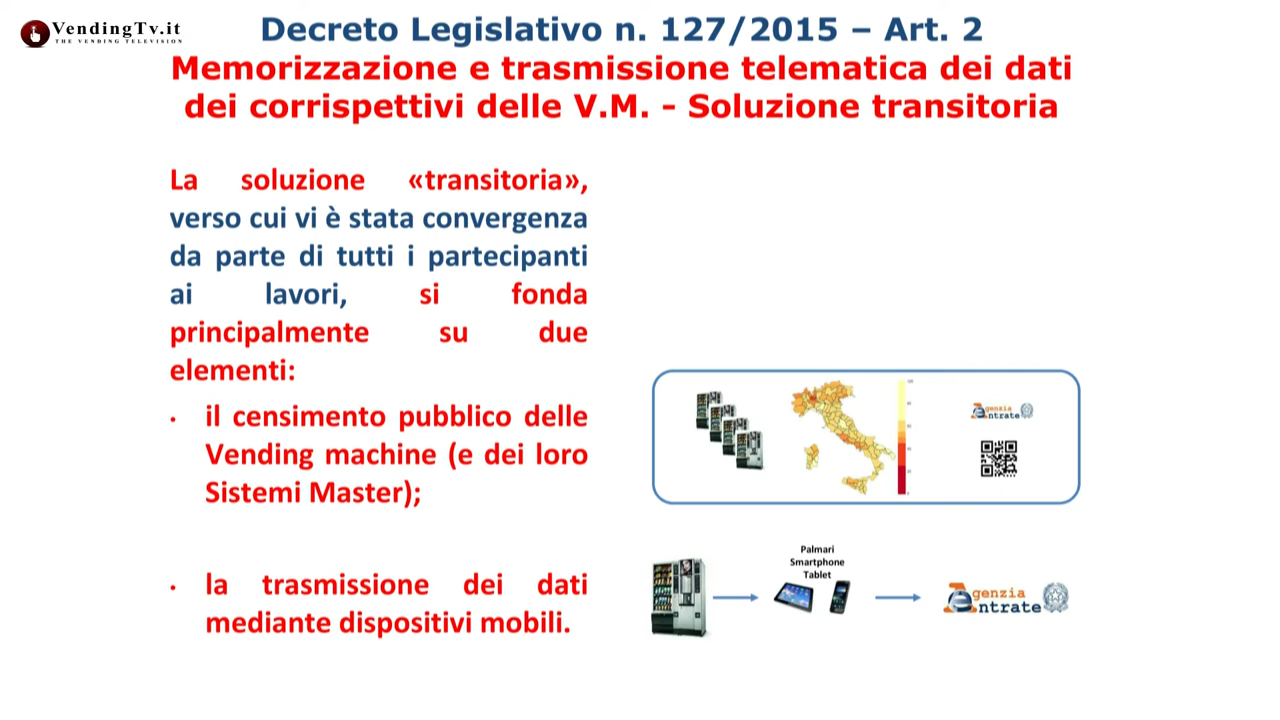 VendingTv.it
THE VENDING TELEVISION
Decreto Legislativo n. 127/2015 – Art. 2
Memorizzazione e trasmissione telematica dei dati
dei corrispettivi delle V.M. - Soluzione transitoria
La soluzione «transitoria»,
verso cui vi è stata convergenza
da parte di tutti i partecipanti
ai lavori, si fonda
principalmente su due
elementi:
• il censimento pubblico delle
Vending machine (e dei loro
Sistemi Master);
• la trasmissione dei dati
mediante dispositivi mobili.
Agenzia
Entrate
Palmari
Smartphone
Tablet
Agenzia
Entrate